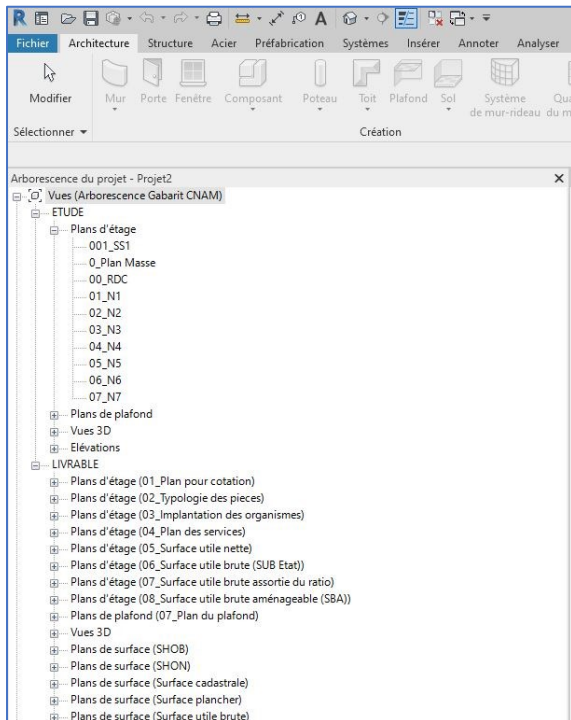 R
A
Fichier Architecture Structure Acier Préfabrication Systèmes Insérer Annoter Analyser
Modifier Mur Porte Fenêtre Composant Poteau Toit Plafond Sol Système
de mur-rideau du m
Sélectionner Création
Arborescence du projet - Projet2
Vues (Arborescence Gabarit CNAM)
ETUDE
Plans d'étage
001_SS1
0_Plan Masse
00_RDC
01_N1
02_N2
03_N3
04_N4
05_N5
06_N6
07_N7
Plans de plafond
Vues 3D
Elévations
LIVRABLE
Plans d'étage (01_Plan pour cotation)
Plans d'étage (02_Typologie des pieces)
Plans d'étage (03_Implantation des organismes)
Plans d'étage (04_Plan des services)
Plans d'étage (05_Surface utile nette)
Plans d'étage (06_Surface utile brute (SUB Etat))
Plans d'étage (07_Surface utile brute assortie du ratio)
Plans d'étage (08_Surface utile brute aménageable (SBA))
Plans de plafond (07_Plan du plafond)
Vues 3D
Plans de surface (SHOB)
Plans de surface (SHON)
Plans de surface (Surface cadastrale)
Plans de surface (Surface plancher)
Plans de surface (Surface utile brute)